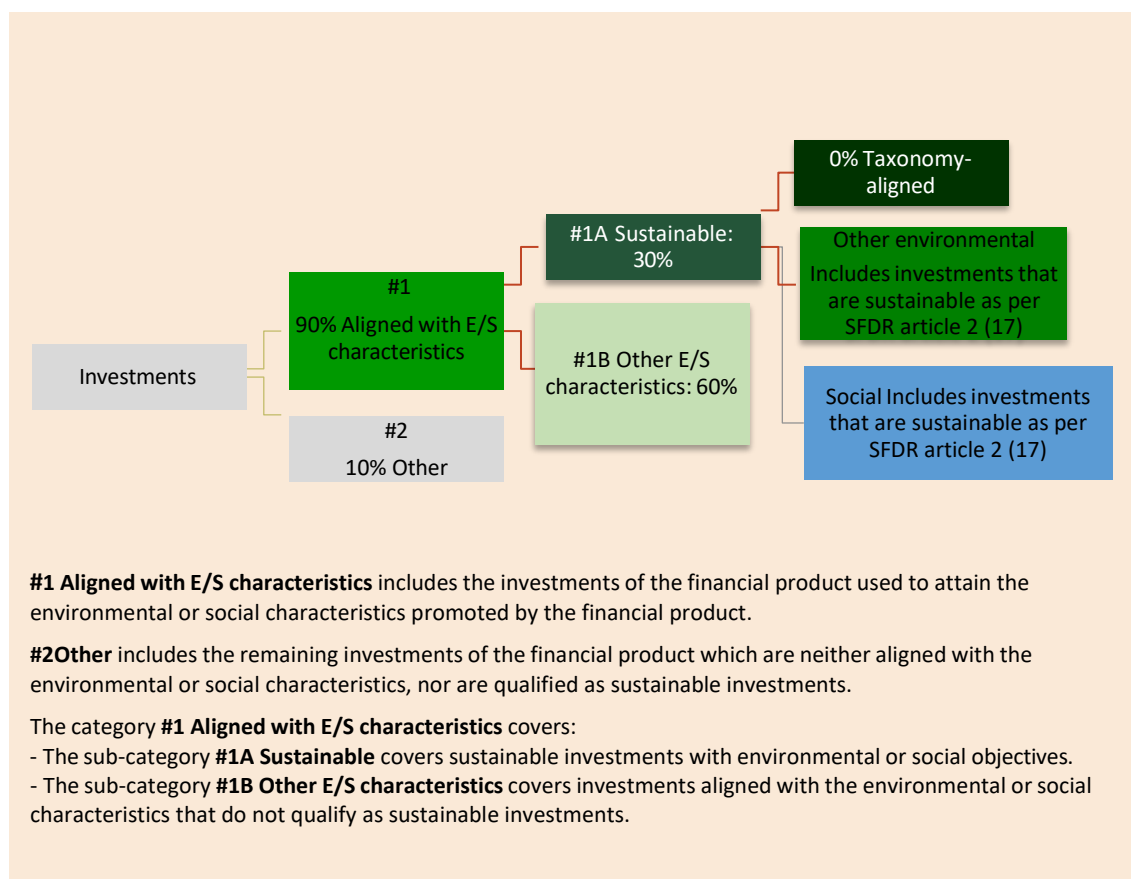 Investments
#1
90% Aligned with E/S
characteristics
#2
10% Other
#1A Sustainable:
30%
#1B Other E/S
characteristics: 60%
0% Taxonomy-
aligned
Other environmental
Includes investments that
are sustainable as per
SFDR article 2 (17)
Social Includes investments
that are sustainable as per
SFDR article 2 (17)
#1 Aligned with E/S characteristics includes the investments of the financial product used to attain the
environmental or social characteristics promoted by the financial product.
#2Other includes the remaining investments of the financial product which are neither aligned with the
environmental or social characteristics, nor are qualified as sustainable investments.
The category #1 Aligned with E/S characteristics covers:
- The sub-category #1A Sustainable covers sustainable investments with environmental or social objectives.
- The sub-category #1B Other E/S characteristics covers investments aligned with the environmental or social
characteristics that do not qualify as sustainable investments.